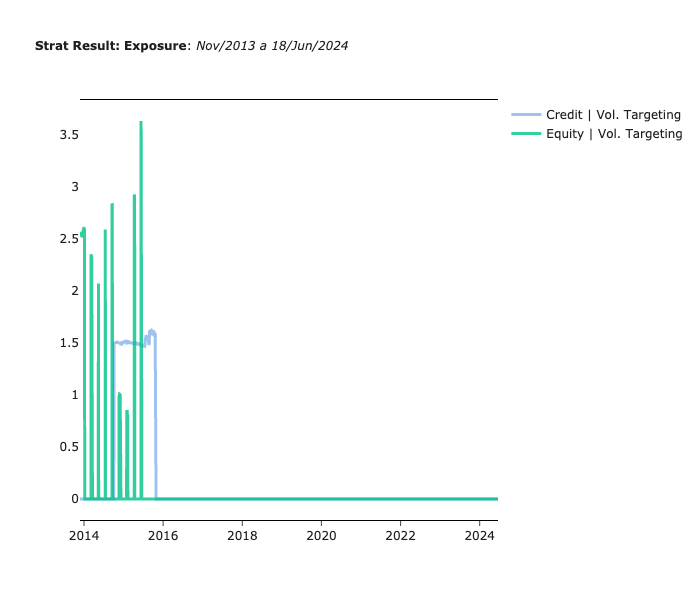 Strat Result: Exposure: Nov/2013 a 18/Jun/2024
Credit | Vol. Targeting
Equity | Vol. Targeting
3.5
3
2.5
2
1.5
1
0.5
0
2014 2016 2018 2020 2022 2024